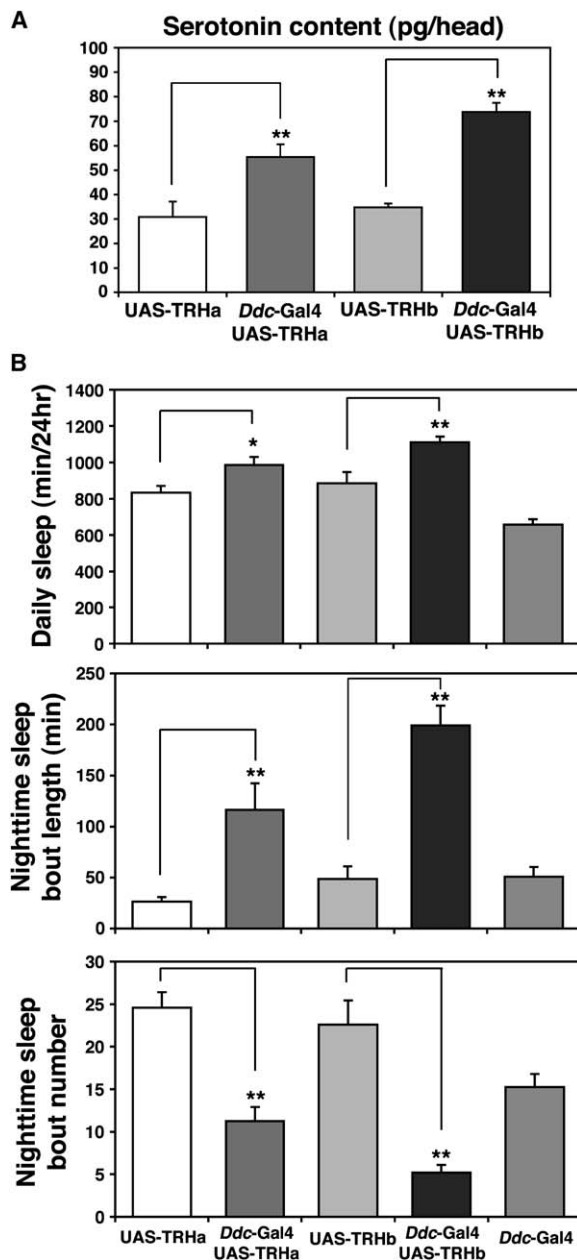 A
Serotonin content (pg/head)
100
90
80
70
60
50
40
30
20
10
0
**
**
UAS-TRHa
Ddc-Gal4
UAS-TRHa
UAS-TRHb
Ddc-Gal4
UAS-TRHb
B
Daily sleep (min/24hr)
1400
1200
1000
800
600
400
200
0
*
**
Nighttime sleep
bout length (min)
250
200
150
100
50
0
**
**
Nighttime sleep
bout number
30
25
20
15
10
5
0
**
**
UAS-TRHa
Ddc-Gal4
UAS-TRHa
UAS-TRHb
Ddc-Gal4
UAS-TRHb
Ddc-Gal4